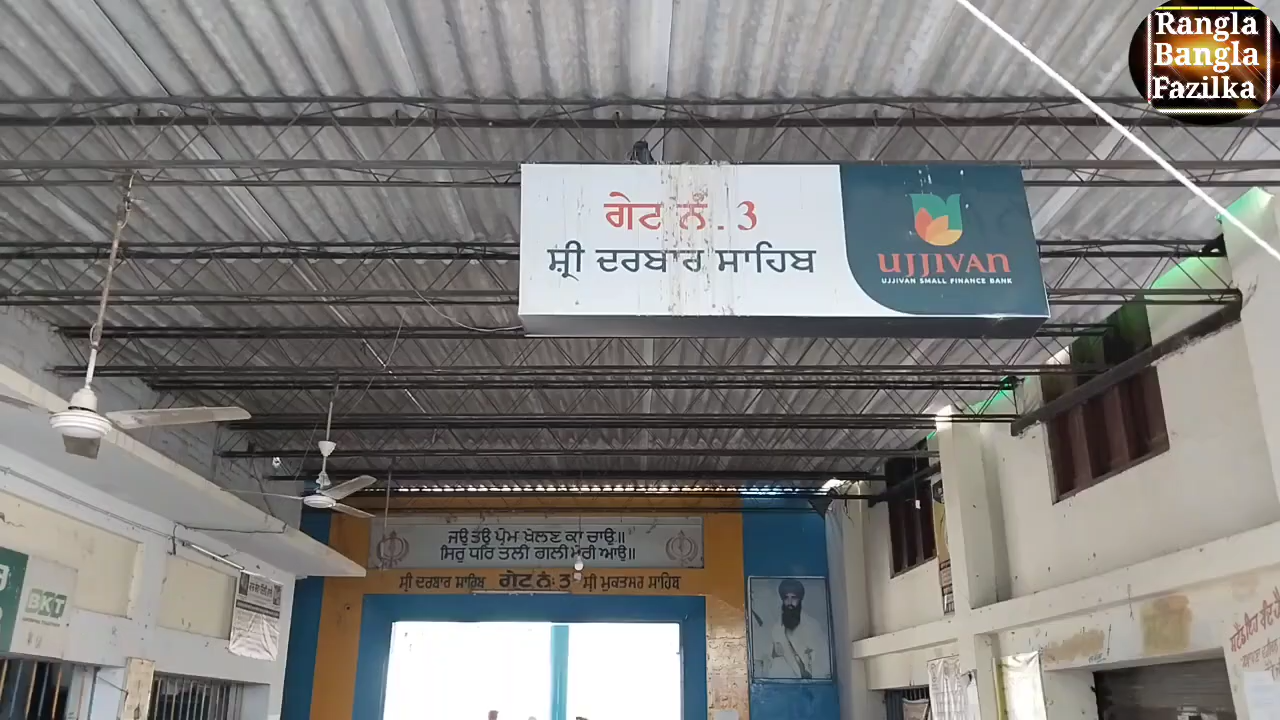 Rangla
Bangla
Fazilka
ਗੇਟ ਨੰ. 3
ਸ਼੍ਰੀ ਦਰਬਾਰ ਸਾਹਿਬ
UJJIVAN
UJJIVAN SMALL FINANCE BANK
ਜਉ ਤਉ ਪ੍ਰੇਮ ਖੇਲਣ ਕਾ ਚਾਉ॥
ਸਿਰੁ ਧਰਿ ਤਲੀ ਗਲੀ ਮੇਰੀ ਆਉ॥
ਸ਼੍ਰੀ ਦਰਬਾਰ ਸਾਹਿਬ ਗੇਟ ਨੰ: 3 ਸ਼੍ਰੀ ਮੁਕਤਸਰ ਸਾਹਿਬ
BKT